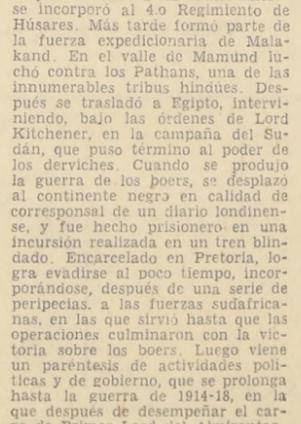 se incorporó al 4.o Regimiento de
Húsares. Más tarde formó parte de
la fuerza expedicionaria de Mala-
kand. En el valle de Mamund lu-
chó contra los Pathans, una de las
innumerables tribus hindúes. Des-
pués se trasladó a Egipto, intervi-
niendo, bajo las órdenes de Lord
Kitchener, en la campaña del Su-
dán, que puso término al poder de
los derviches. Cuando se produjo
la guerra de los boers, se desplazó
al continente negro en calidad de
corresponsal de un diario londinen-
se, y fue hecho prisionero en una
incursión realizada en un tren blin-
dado. Encarcelado en Pretoria, lo-
gra evadirse al poco tiempo, incor-
porándose, después de una serie de
peripecias. a las fuerzas sudafrica-
nas, en las que sirvió hasta que las
operaciones culminaron con la vic-
toria sobre los boers. Luego viene
un paréntesis de actividades polí-
ticas y de gobierno, que se prolonga
hasta la guerra de 1914-18, en la
que después de desempeñar el car-